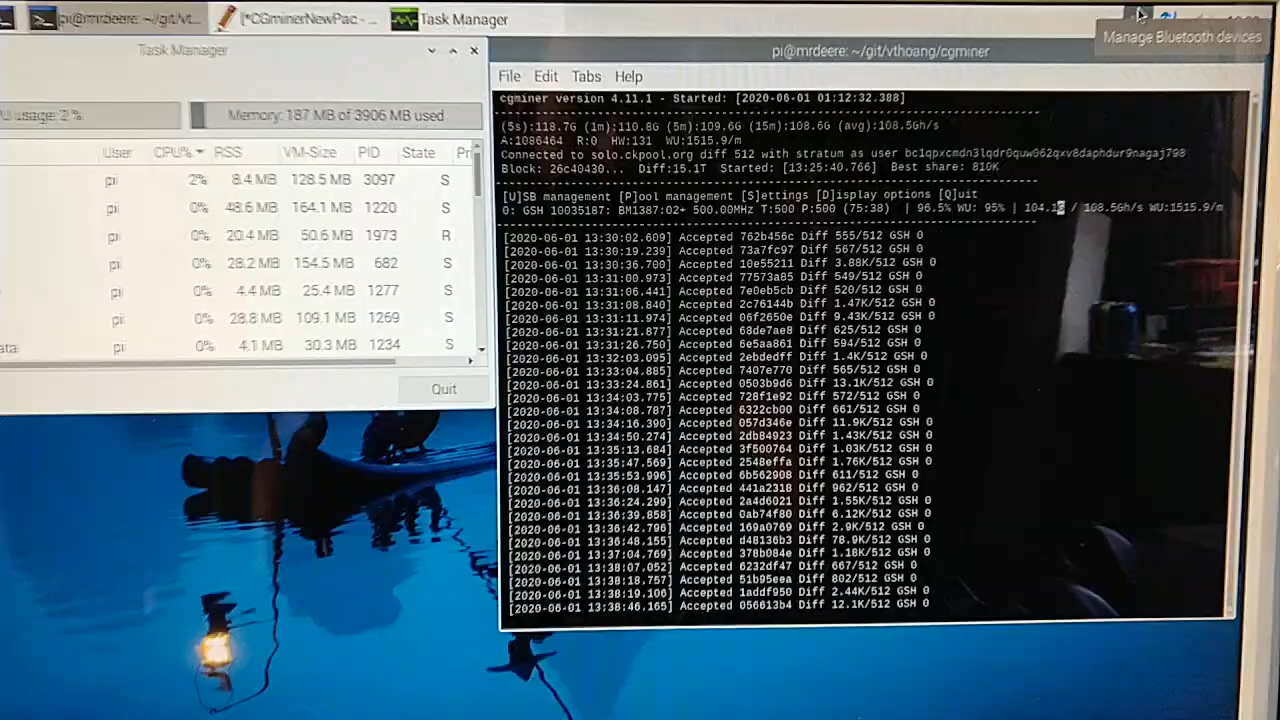 pi@mrdeere: ~/git/vt...
[*CGminerNewPac - ...
Task Manager
Manage Bluetooth devices
Task Manager
PU usage: 2 %
Memory: 187 MB of 3906 MB used
User CPU% RSS VM-Size PID State Pri
pi 2% 8.4 MB 128.5 MB 3097 S
pi 0% 48.6 MB 164.1 MB 1220 S
pi 0% 20.4 MB 50.6 MB 1973 R
pi 0% 28.2 MB 154.5 MB 682 S
pi 0% 4.4 MB 25.4 MB 1277 S
pi 0% 28.8 MB 109.1 MB 1269 S
ata pi 0% 4.1 MB 30.3 MB 1234 S
Quit
pi@mrdeere: ~/git/vthoang/cgminer
File Edit Tabs Help
cgminer version 4.11.1 - Started: [2020-06-01 01:12:32.388]
(5s):118.7G (1m):110.8G (5m):109.6G (15m):108.6G (avg):108.5Gh/s
A:1086464 R:0 HW:131 WU:1515.9/m
Connected to solo.ckpool.org diff 512 with stratum as user bc1qpxcmdn3lqdr0quw062qxv8daphdur9nagaj798
Block: 26c40430... Diff:15.1T Started: [13:25:40.766] Best share: 810K
[U]SB management [P]ool management [S]ettings [D]isplay options [Q]uit
0: GSH 10035187: BM1387:02+ 500.00MHz T:500 P:500 (75:38) | 96.5% WU: 95% | 104.1G / 108.5Gh/s WU:1515.9/m
[2020-06-01 13:30:02.609] Accepted 762b456c Diff 555/512 GSH 0
[2020-06-01 13:30:19.239] Accepted 73a7fc97 Diff 567/512 GSH 0
[2020-06-01 13:30:36.700] Accepted 10e55211 Diff 3.88K/512 GSH 0
[2020-06-01 13:31:00.973] Accepted 77573a85 Diff 549/512 GSH 0
[2020-06-01 13:31:06.441] Accepted 7e0eb5cb Diff 520/512 GSH 0
[2020-06-01 13:31:08.840] Accepted 2c76144b Diff 1.47K/512 GSH 0
[2020-06-01 13:31:11.974] Accepted 06f2650e Diff 9.43K/512 GSH 0
[2020-06-01 13:31:21.877] Accepted 68de7ae8 Diff 625/512 GSH 0
[2020-06-01 13:31:26.750] Accepted 6e5aa861 Diff 594/512 GSH 0
[2020-06-01 13:32:03.095] Accepted 2ebdedff Diff 1.4K/512 GSH 0
[2020-06-01 13:33:04.885] Accepted 7407e770 Diff 565/512 GSH 0
[2020-06-01 13:33:24.861] Accepted 0503b9d6 Diff 13.1K/512 GSH 0
[2020-06-01 13:34:03.775] Accepted 728f1e92 Diff 572/512 GSH 0
[2020-06-01 13:34:08.787] Accepted 6322cb00 Diff 661/512 GSH 0
[2020-06-01 13:34:16.390] Accepted 057d346e Diff 11.9K/512 GSH 0
[2020-06-01 13:34:50.274] Accepted 2db84923 Diff 1.43K/512 GSH 0
[2020-06-01 13:35:13.684] Accepted 3f500764 Diff 1.03K/512 GSH 0
[2020-06-01 13:35:47.569] Accepted 2548effa Diff 1.76K/512 GSH 0
[2020-06-01 13:35:53.996] Accepted 6b562908 Diff 611/512 GSH 0
[2020-06-01 13:36:08.147] Accepted 441a2318 Diff 962/512 GSH 0
[2020-06-01 13:36:24.299] Accepted 2a4d6021 Diff 1.55K/512 GSH 0
[2020-06-01 13:36:39.858] Accepted 0ab74f80 Diff 6.12K/512 GSH 0
[2020-06-01 13:36:42.796] Accepted 169a0769 Diff 2.9K/512 GSH 0
[2020-06-01 13:36:48.155] Accepted d48136b3 Diff 78.9K/512 GSH 0
[2020-06-01 13:37:04.769] Accepted 378b084e Diff 1.18K/512 GSH 0
[2020-06-01 13:38:07.052] Accepted 6232df47 Diff 667/512 GSH 0
[2020-06-01 13:38:18.757] Accepted 51b95eea Diff 802/512 GSH 0
[2020-06-01 13:38:19.106] Accepted 1addf950 Diff 2.44K/512 GSH 0
[2020-06-01 13:38:46.165] Accepted 056613b4 Diff 12.1K/512 GSH 0